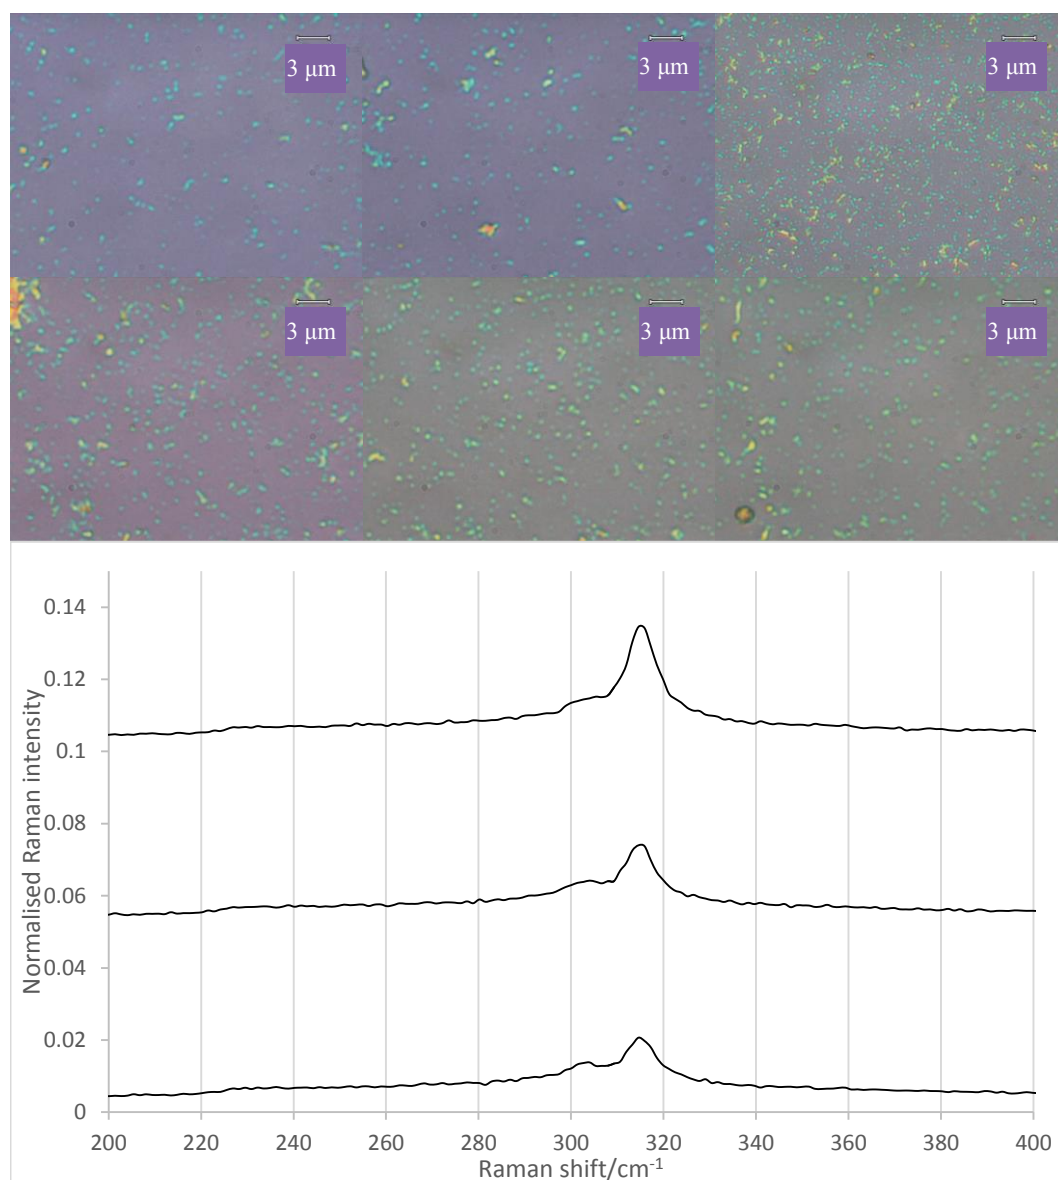 3 μm
3 μm
3 μm
3 μm
3 μm
3 μm
Normalised Raman intensity
0.14
0.12
0.1
0.08
0.06
0.04
0.02
0
200 220 240 260 280 300 320 340 360 380 400
Raman shift/cm⁻¹